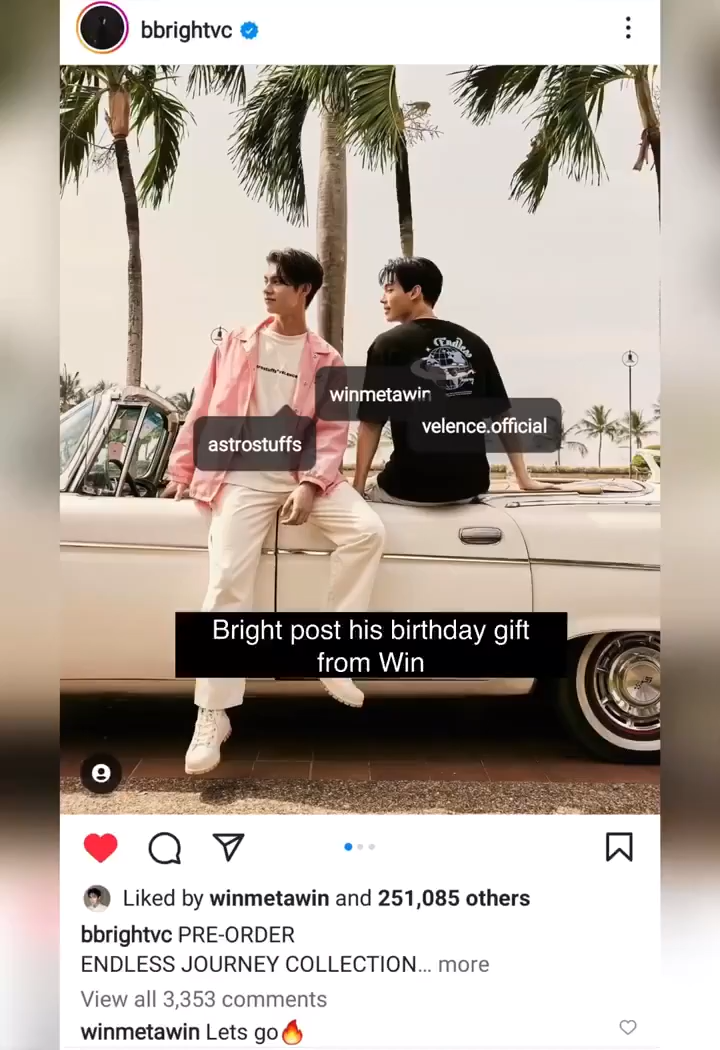 bbrightvc
Endless
winmetawin
velence.official
astrostuffs
Bright post his birthday gift
from Win
Liked by winmetawin and 251,085 others
bbrightvc PRE-ORDER
ENDLESS JOURNEY COLLECTION... more
View all 3,353 comments
winmetawin Lets go🔥